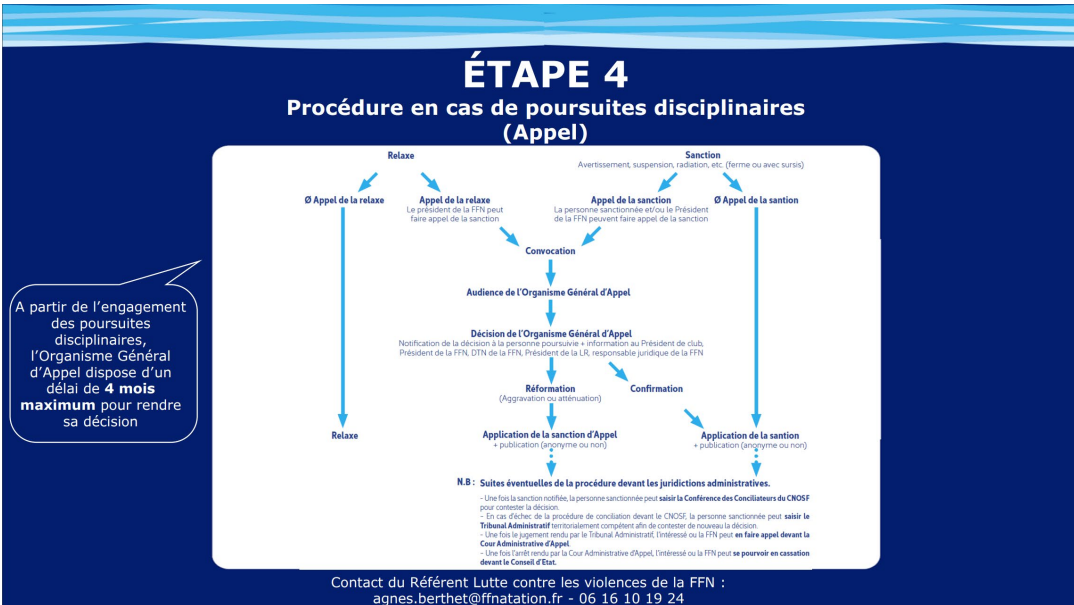 ÉTAPE 4
Procédure en cas de poursuites disciplinaires
(Appel)
Relaxe
Sanction
Avertissement, suspension, radiation, etc. (ferme ou avec sursis)
Ø Appel de la relaxe
Appel de la relaxe
Le président de la FFN peut
faire appel de la sanction
Appel de la sanction
La personne sanctionnée et/ou le Président
de la FFN peuvent faire appel de la sanction
Ø Appel de la santion
Convocation
Audience de l'Organisme Général d'Appel
A partir de l'engagement
des poursuites
disciplinaires,
l'Organisme Général
d'Appel dispose d'un
délai de 4 mois
maximum pour rendre
sa décision
Décision de l'Organisme Général d'Appel
Notification de la décision à la personne poursuivie + information au Président de club,
Président de la FFN, DTN de la FFN, Président de la LR, responsable juridique de la FFN
Réformation
(Aggravation ou atténuation)
Confirmation
Relaxe
Application de la sanction d'Appel
+ publication (anonyme ou non)
Application de la santion
+ publication (anonyme ou non)
N.B : Suites éventuelles de la procédure devant les juridictions administratives.
- Une fois la sanction notifiée, la personne sanctionnée peut saisir la Conférence des Conciliateurs du CNOSF
pour contester la décision.
- En cas d'échec de la procédure de conciliation devant le CNOSF, la personne sanctionnée peut saisir le
Tribunal Administratif territorialement compétent afin de contester de nouveau la décision.
- Une fois le jugement rendu par le Tribunal Administratif, l'intéressé ou la FFN peut en faire appel devant la
Cour Administrative d'Appel.
- Une fois l'arrêt rendu par la Cour Administrative d'Appel, l'intéressé ou la FFN peut se pourvoir en cassation
devant le Conseil d'Etat.
Contact du Référent Lutte contre les violences de la FFN :
agnes.berthet@ffnatation.fr - 06 16 10 19 24